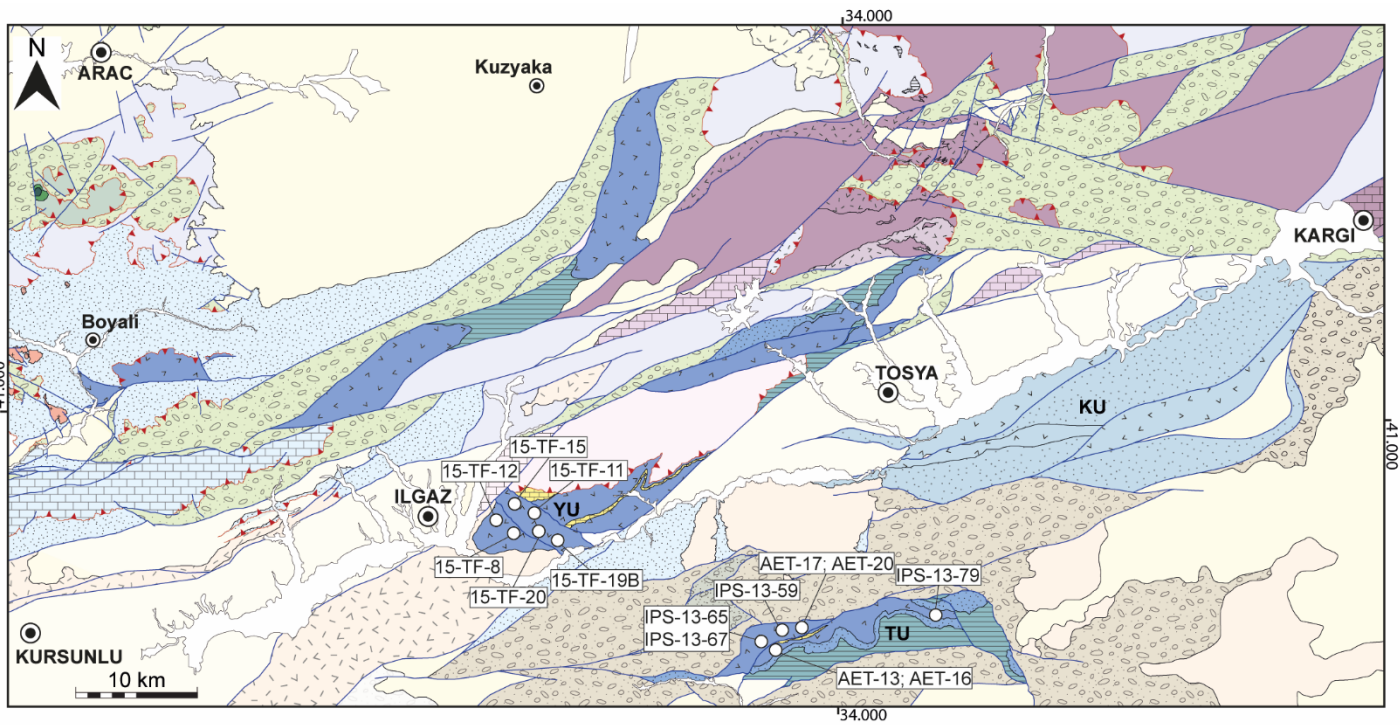 34.000
N
ARAC
Kuzyaka
KARGI
Boyali
TOSYA
KU
41.000
15-TF-15
15-TF-12
15-TF-11
ILGAZ
YU
15-TF-8
15-TF-19B
15-TF-20
AET-17; AET-20
IPS-13-79
IPS-13-59
IPS-13-65
IPS-13-67
TU
AET-13; AET-16
KURSUNLU
10 km
34.000